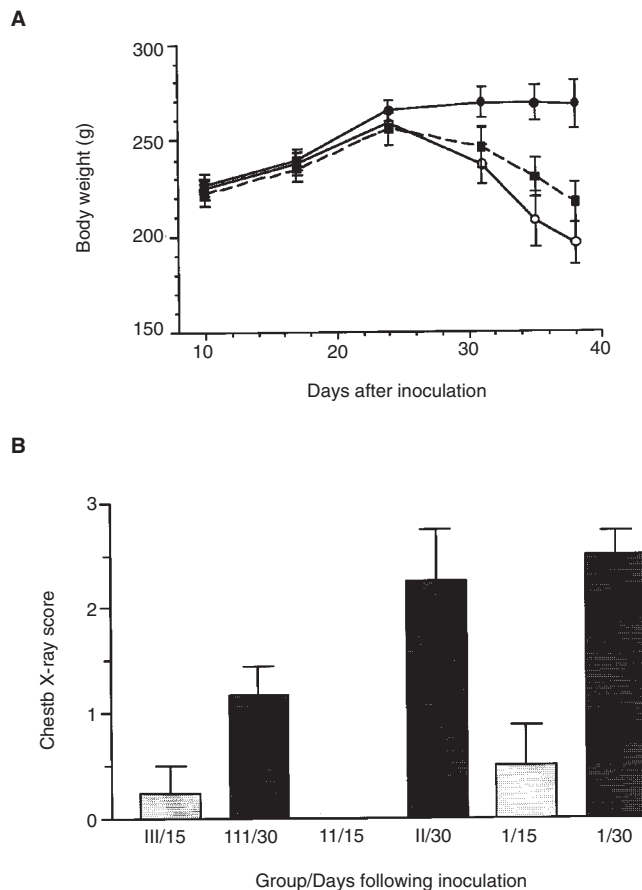 A
300
250
200
150
Body weight (g)
10 20 30 40
Days after inoculation
B
3
2
1
0
Chestb X-ray score
III/15 111/30 11/15 II/30 1/15 1/30
Group/Days following inoculation